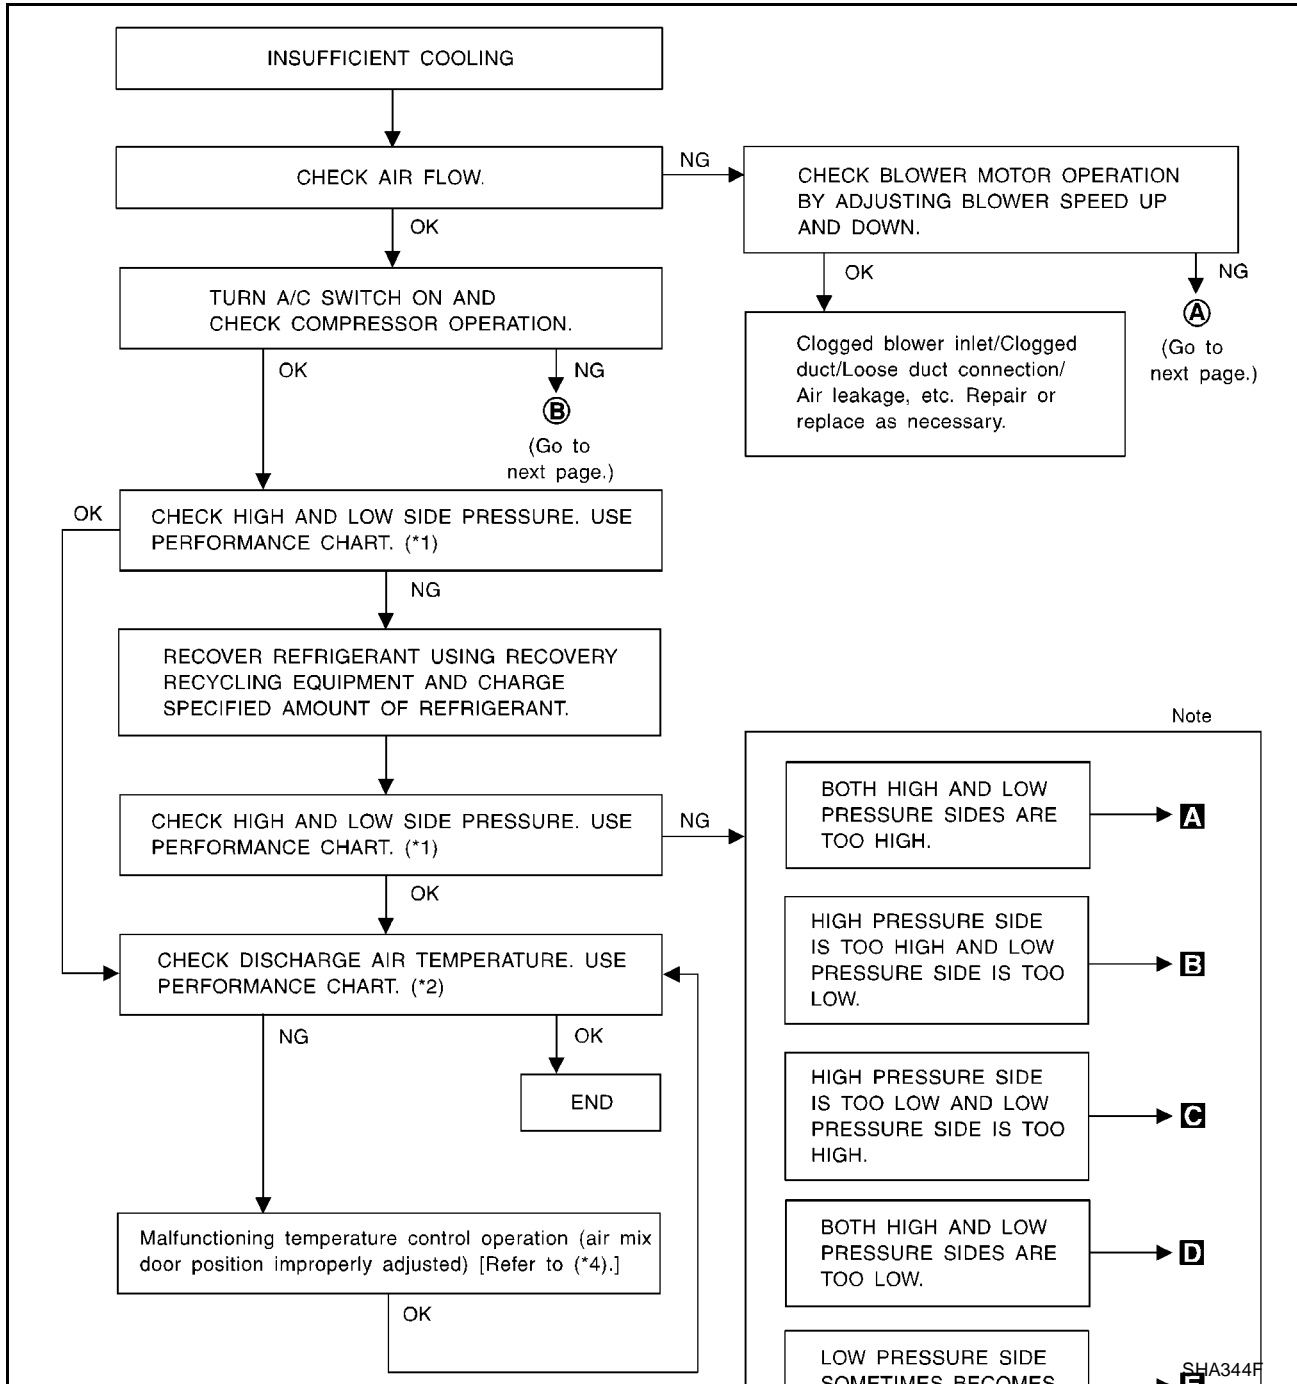 INSUFFICIENT COOLING
CHECK AIR FLOW.
NG
CHECK BLOWER MOTOR OPERATION
BY ADJUSTING BLOWER SPEED UP
AND DOWN.
OK
OK
NG
TURN A/C SWITCH ON AND
CHECK COMPRESSOR OPERATION.
A
(Go to
next page.)
Clogged blower inlet/Clogged
duct/Loose duct connection/
Air leakage, etc. Repair or
replace as necessary.
OK
NG
B
(Go to
next page.)
OK
CHECK HIGH AND LOW SIDE PRESSURE. USE
PERFORMANCE CHART. (*1)
NG
RECOVER REFRIGERANT USING RECOVERY
RECYCLING EQUIPMENT AND CHARGE
SPECIFIED AMOUNT OF REFRIGERANT.
CHECK HIGH AND LOW SIDE PRESSURE. USE
PERFORMANCE CHART. (*1)
NG
OK
CHECK DISCHARGE AIR TEMPERATURE. USE
PERFORMANCE CHART. (*2)
NG
OK
END
Malfunctioning temperature control operation (air mix
door position improperly adjusted) [Refer to (*4).]
OK
Note
BOTH HIGH AND LOW
PRESSURE SIDES ARE
TOO HIGH.
A
HIGH PRESSURE SIDE
IS TOO HIGH AND LOW
PRESSURE SIDE IS TOO
LOW.
B
HIGH PRESSURE SIDE
IS TOO LOW AND LOW
PRESSURE SIDE IS TOO
HIGH.
C
BOTH HIGH AND LOW
PRESSURE SIDES ARE
TOO LOW.
D
LOW PRESSURE SIDE
SOMETIMES BECOMES
E
SHA344F